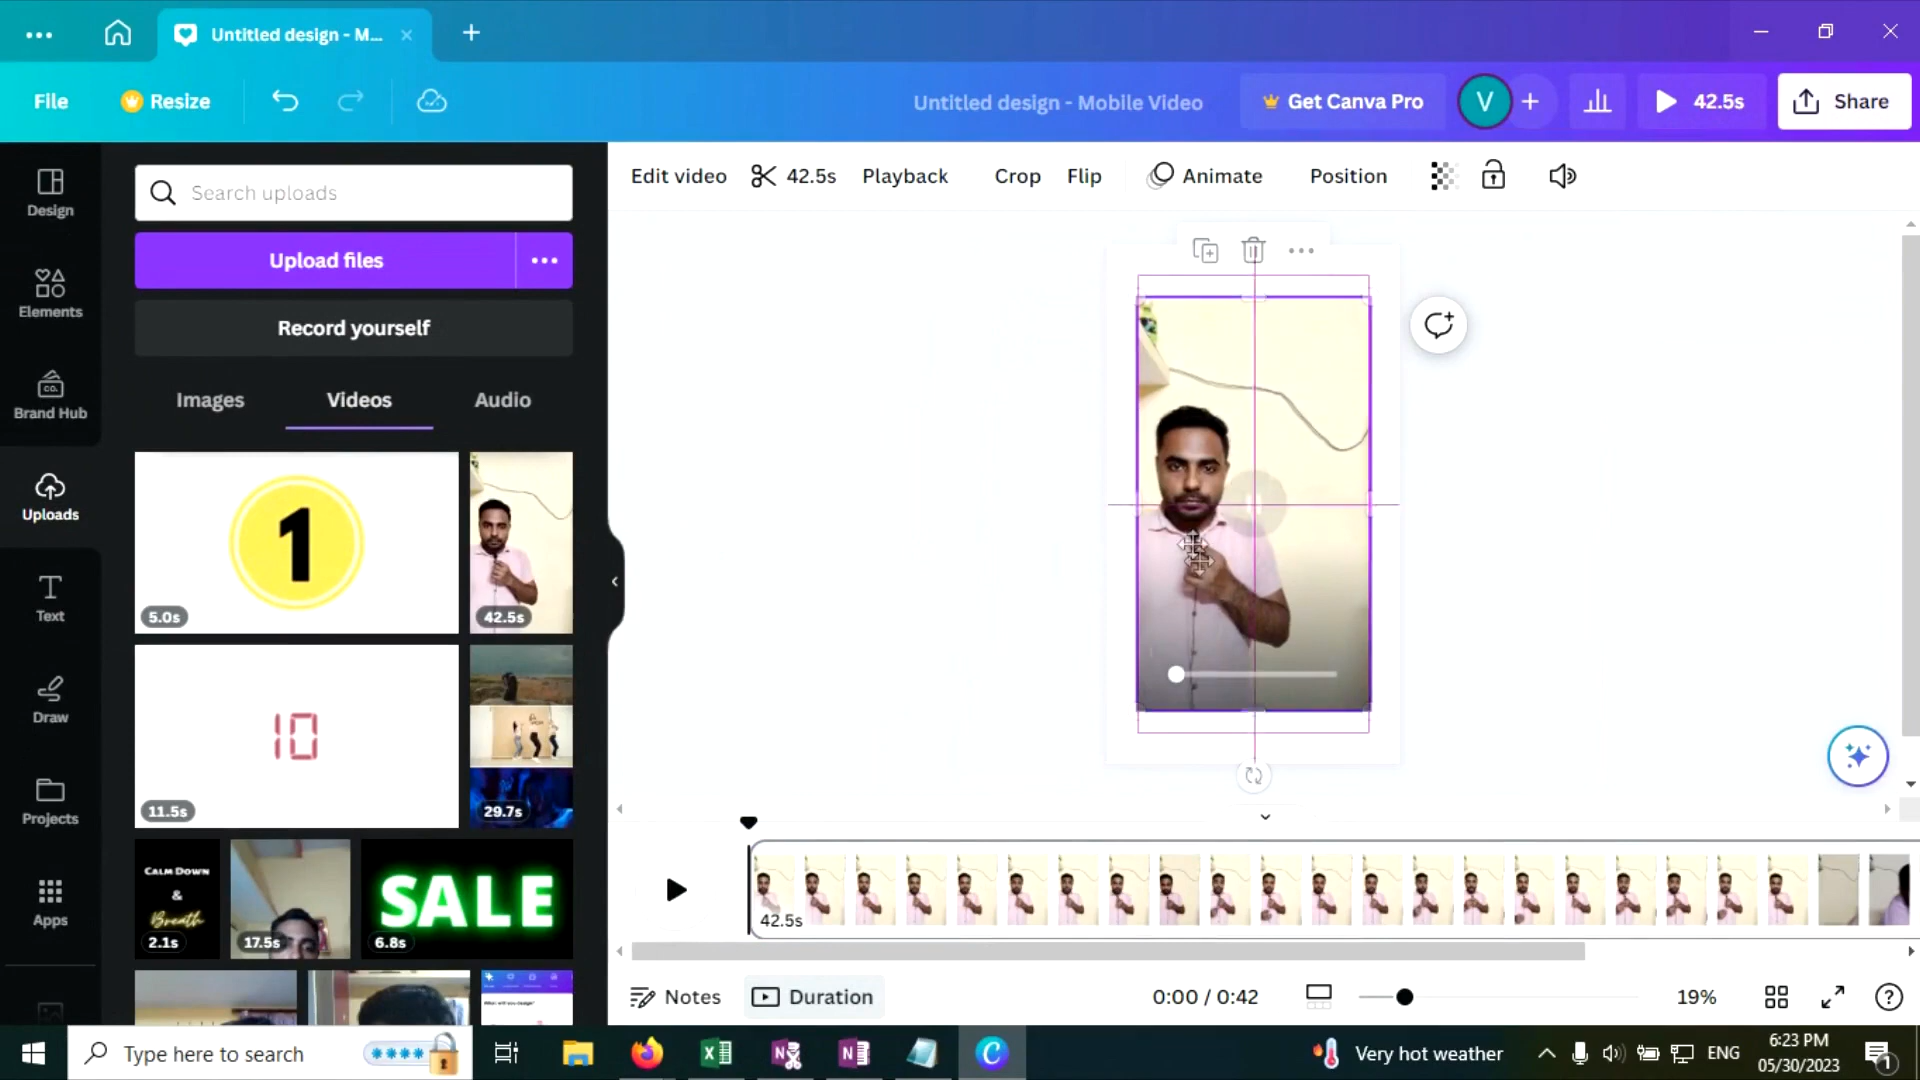 Untitled design - M...
File
Resize
Untitled design - Mobile Video
Get Canva Pro
V
42.5s
Share
Design
Elements
CO.
Brand Hub
Uploads
Text
Draw
Projects
Apps
Search uploads
Upload files
Record yourself
Images
Videos
Audio
1
5.0s
42.5s
10
11.5s
29.7s
CALM DOWN
&
Breath
2.1s
17.5s
SALE
6.8s
Edit video
42.5s
Playback
Crop
Flip
Animate
Position
42.5s
Notes
Duration
0:00 / 0:42
19%
Type here to search
Very hot weather
ENG
6:23 PM
05/30/2023
1